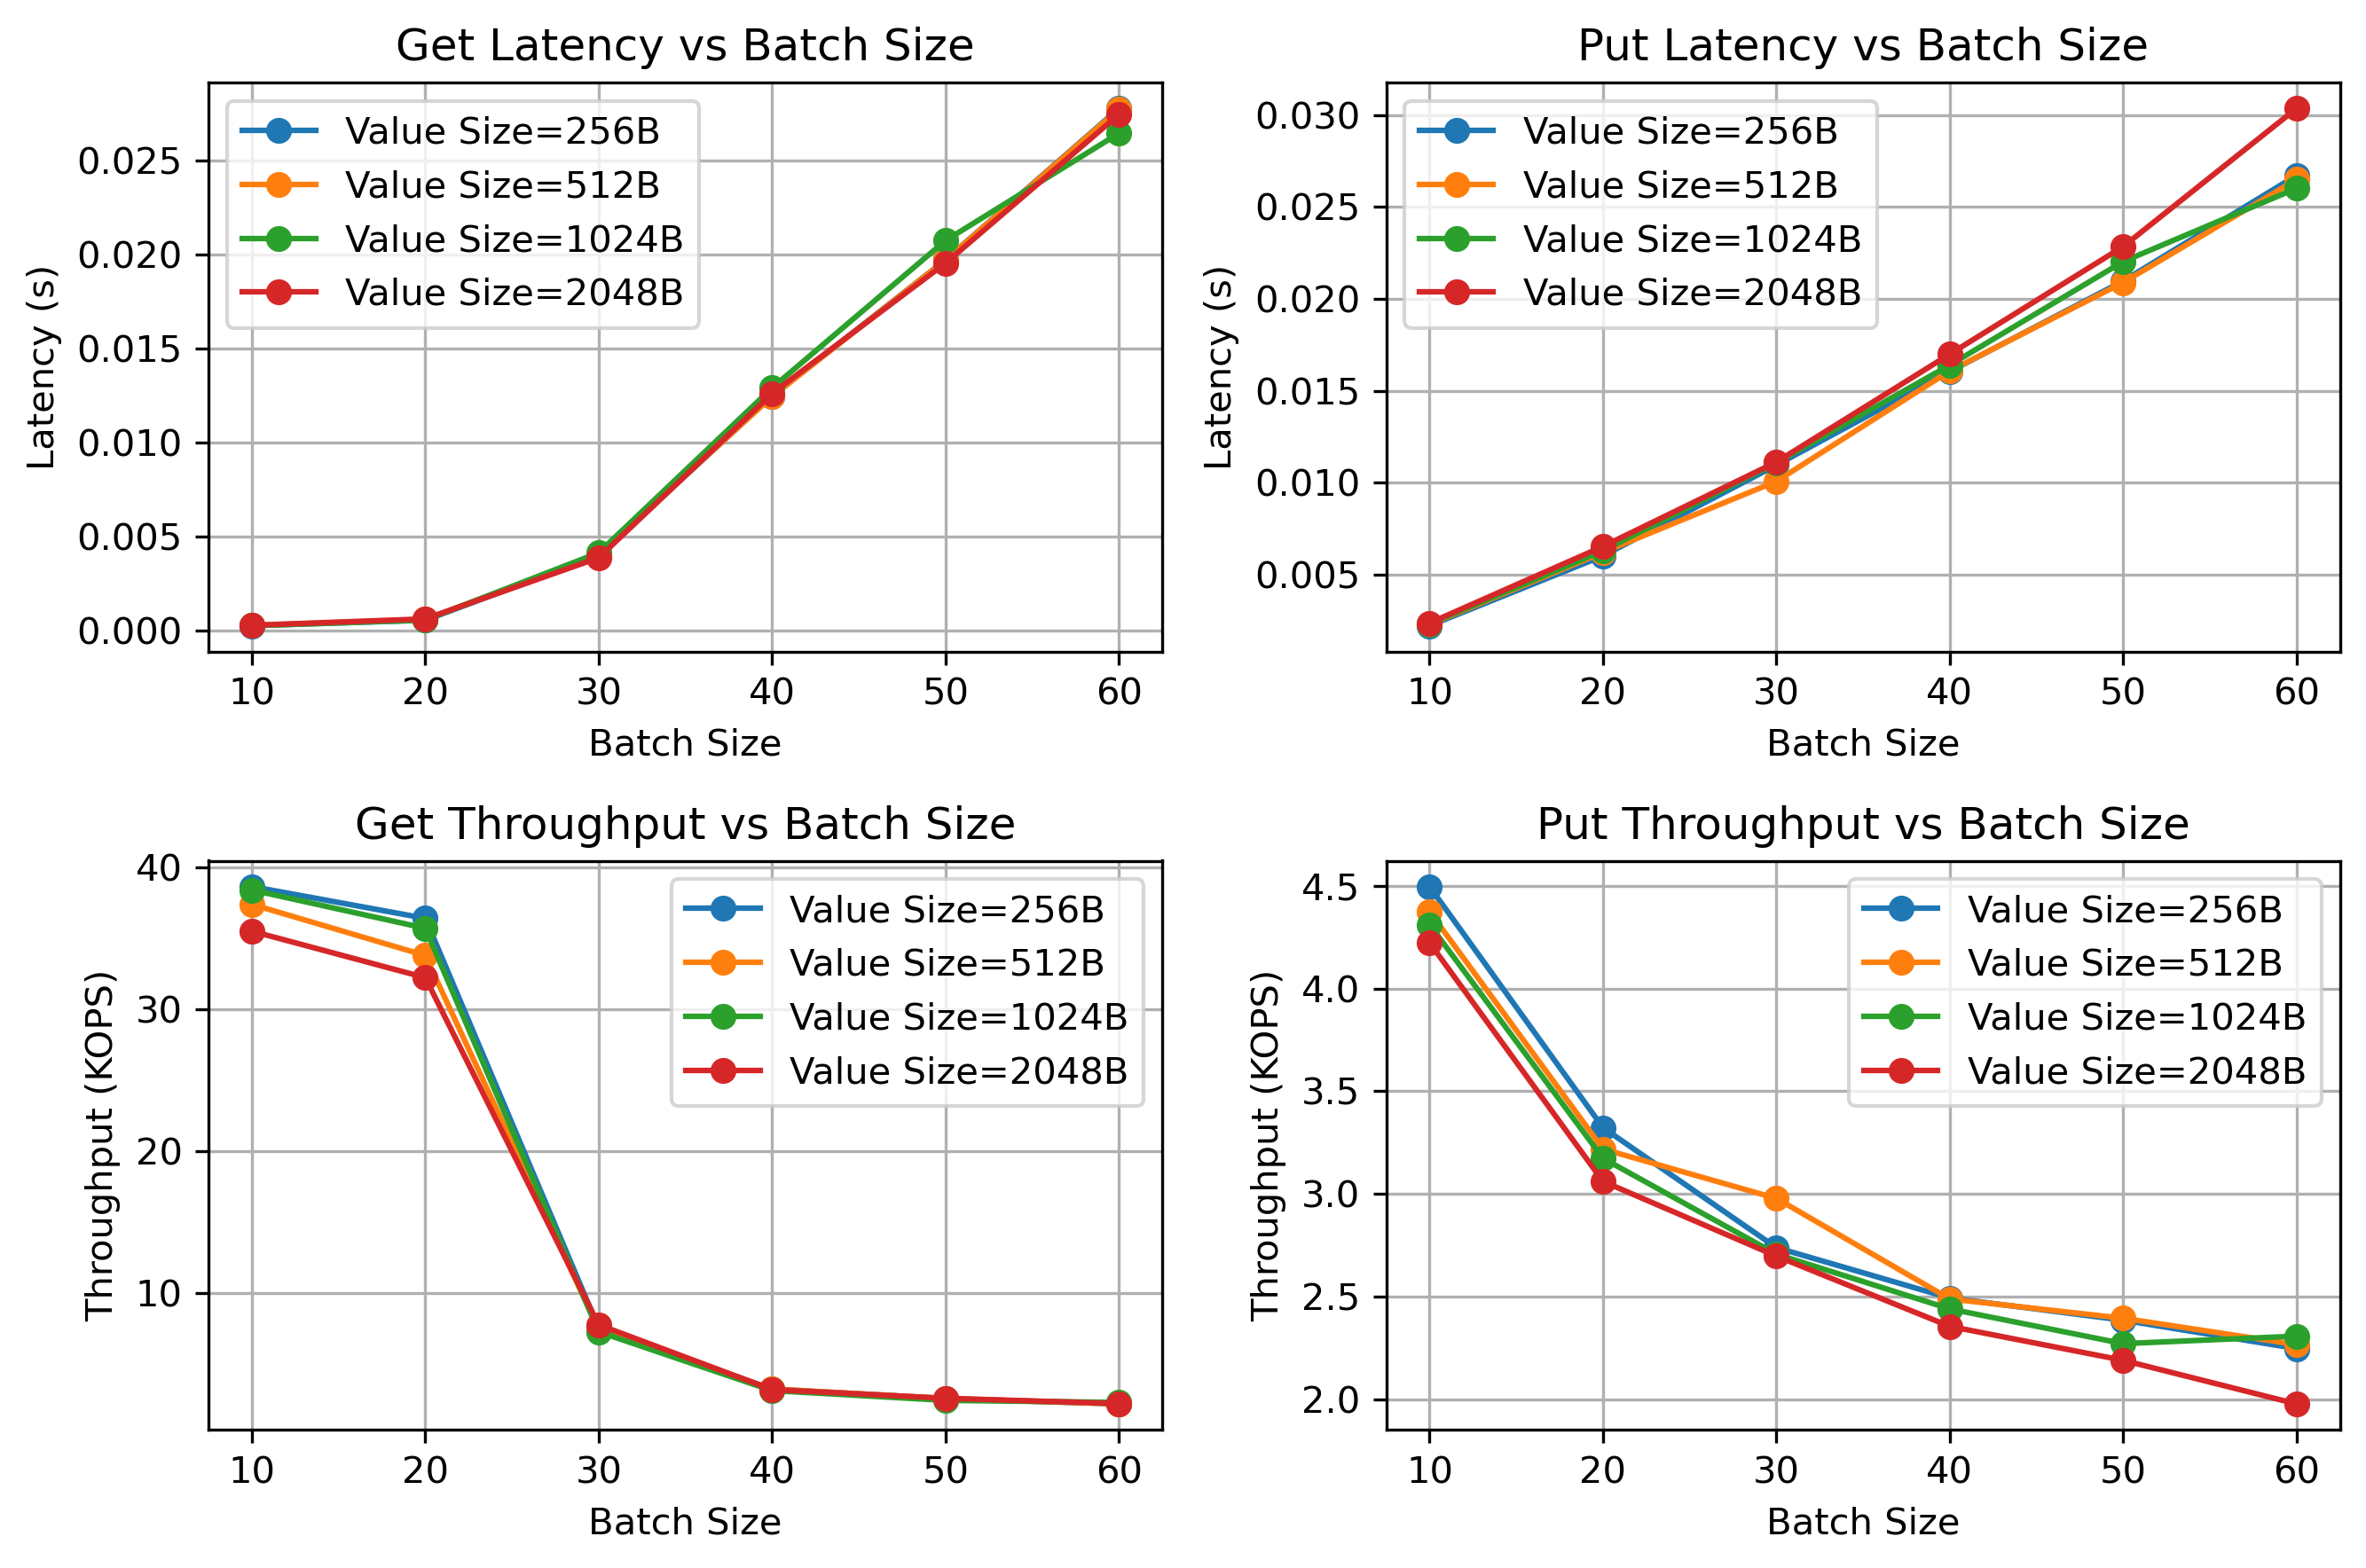 Get Latency vs Batch Size
Latency (s)
0.025
0.020
0.015
0.010
0.005
0.000
Value Size=256B
Value Size=512B
Value Size=1024B
Value Size=2048B
10 20 30 40 50 60
Batch Size
Put Latency vs Batch Size
Latency (s)
0.030
0.025
0.020
0.015
0.010
0.005
Value Size=256B
Value Size=512B
Value Size=1024B
Value Size=2048B
10 20 30 40 50 60
Batch Size
Get Throughput vs Batch Size
Throughput (KOPS)
40
30
20
10
Value Size=256B
Value Size=512B
Value Size=1024B
Value Size=2048B
10 20 30 40 50 60
Batch Size
Put Throughput vs Batch Size
Throughput (KOPS)
4.5
4.0
3.5
3.0
2.5
2.0
Value Size=256B
Value Size=512B
Value Size=1024B
Value Size=2048B
10 20 30 40 50 60
Batch Size